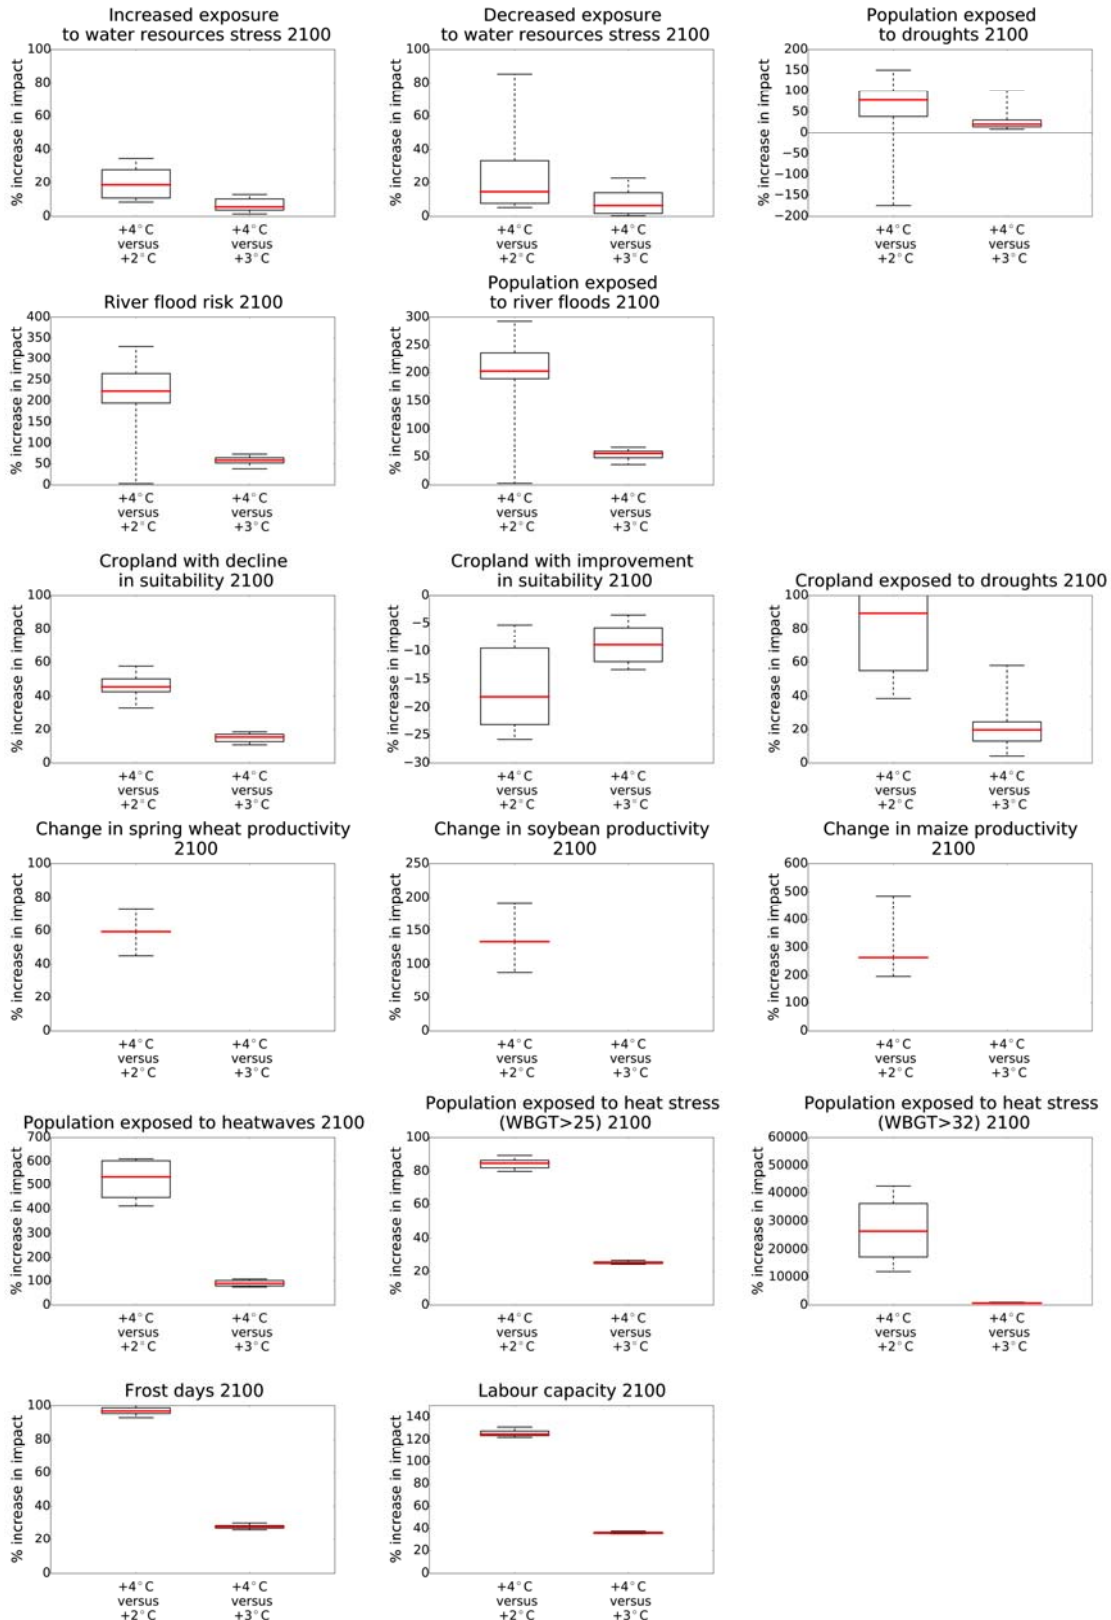 Increased exposure
to water resources stress 2100
% increase in impact
100
80
60
40
20
0
+4°C
versus
+2°C
+4°C
versus
+3°C
Decreased exposure
to water resources stress 2100
% increase in impact
100
80
60
40
20
0
+4°C
versus
+2°C
+4°C
versus
+3°C
Population exposed
to droughts 2100
% increase in impact
200
150
100
50
0
−50
−100
−150
−200
+4°C
versus
+2°C
+4°C
versus
+3°C
River flood risk 2100
% increase in impact
400
350
300
250
200
150
100
50
0
+4°C
versus
+2°C
+4°C
versus
+3°C
Population exposed
to river floods 2100
% increase in impact
300
250
200
150
100
50
0
+4°C
versus
+2°C
+4°C
versus
+3°C
Cropland with decline
in suitability 2100
% increase in impact
100
80
60
40
20
0
+4°C
versus
+2°C
+4°C
versus
+3°C
Cropland with improvement
in suitability 2100
% increase in impact
0
−5
−10
−15
−20
−25
−30
+4°C
versus
+2°C
+4°C
versus
+3°C
Cropland exposed to droughts 2100
% increase in impact
100
80
60
40
20
0
+4°C
versus
+2°C
+4°C
versus
+3°C
Change in spring wheat productivity
2100
% increase in impact
100
80
60
40
20
0
+4°C
versus
+2°C
+4°C
versus
+3°C
Change in soybean productivity
2100
% increase in impact
250
200
150
100
50
0
+4°C
versus
+2°C
+4°C
versus
+3°C
Change in maize productivity
2100
% increase in impact
600
500
400
300
200
100
0
+4°C
versus
+2°C
+4°C
versus
+3°C
Population exposed to heatwaves 2100
% increase in impact
700
600
500
400
300
200
100
0
+4°C
versus
+2°C
+4°C
versus
+3°C
Population exposed to heat stress
(WBGT>25) 2100
% increase in impact
100
80
60
40
20
0
+4°C
versus
+2°C
+4°C
versus
+3°C
Population exposed to heat stress
(WBGT>32) 2100
% increase in impact
60000
50000
40000
30000
20000
10000
0
+4°C
versus
+2°C
+4°C
versus
+3°C
Frost days 2100
% increase in impact
100
80
60
40
20
0
+4°C
versus
+2°C
+4°C
versus
+3°C
Labour capacity 2100
% increase in impact
140
120
100
80
60
40
20
0
+4°C
versus
+2°C
+4°C
versus
+3°C